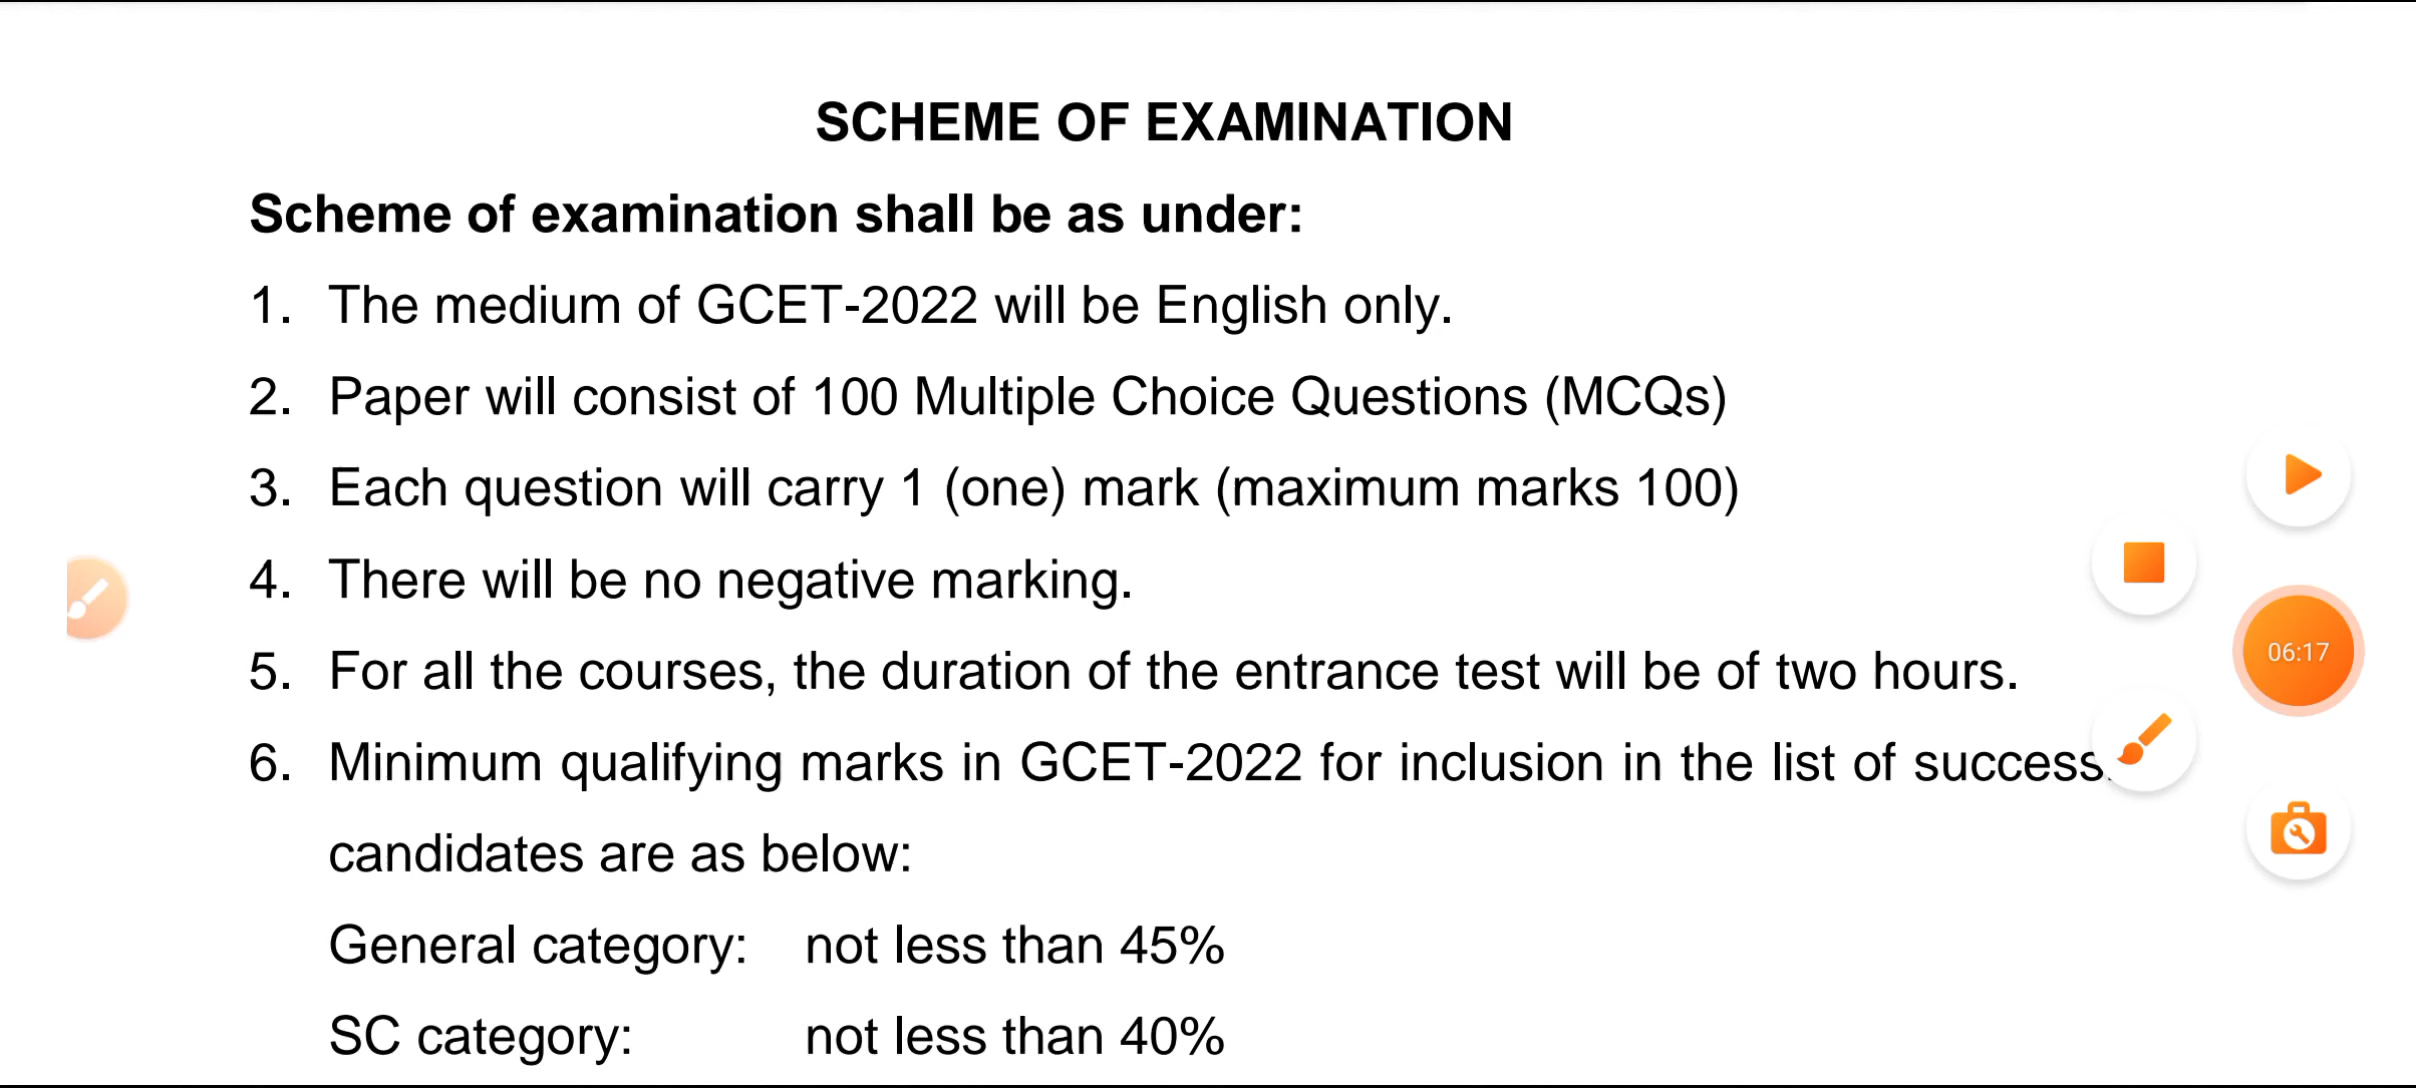 SCHEME OF EXAMINATION
Scheme of examination shall be as under:
1. The medium of GCET-2022 will be English only.
2. Paper will consist of 100 Multiple Choice Questions (MCQs)
3. Each question will carry 1 (one) mark (maximum marks 100)
4. There will be no negative marking.
5. For all the courses, the duration of the entrance test will be of two hours.
06:17
6. Minimum qualifying marks in GCET-2022 for inclusion in the list of
candidates are as below:
General category: not less than 45%
SC category: not less than 40%